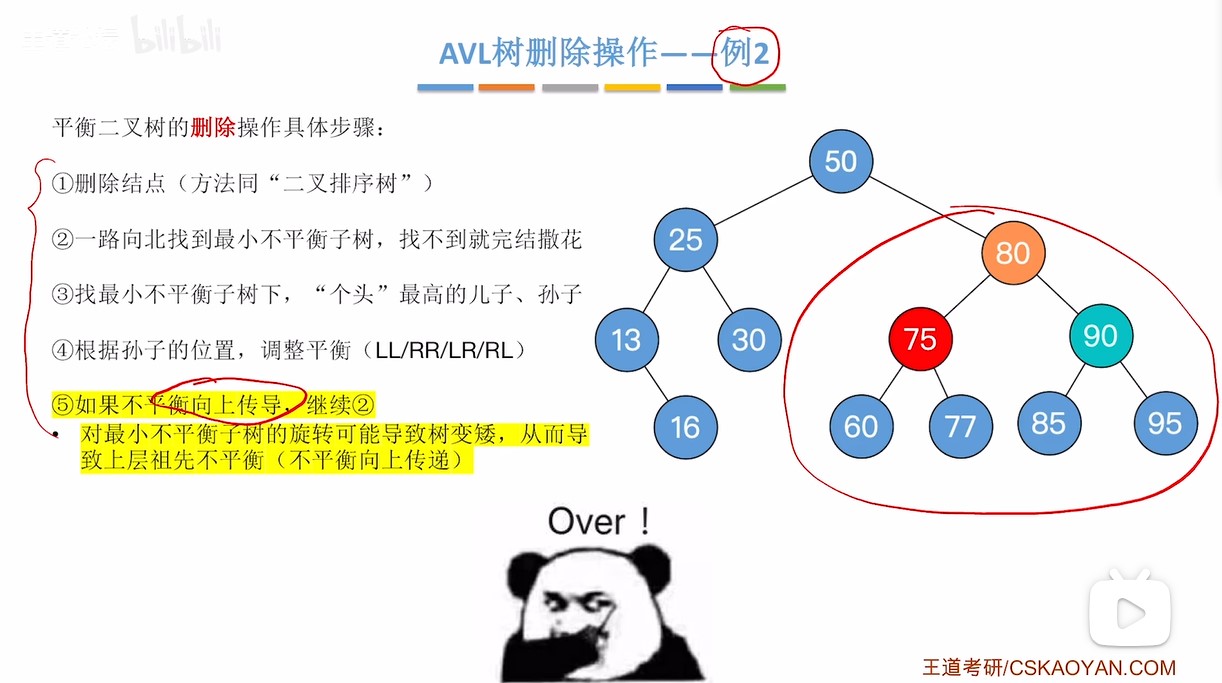 bilibili
AVL树删除操作——例2
平衡二叉树的删除操作具体步骤：
①删除结点（方法同“二叉排序树”）
②一路向北找到最小不平衡子树，找不到就完结撒花
③找最小不平衡子树下，“个头”最高的儿子、孙子
④根据孙子的位置，调整平衡（LL/RR/LR/RL）
⑤如果不平衡向上传导，继续②
• 对最小不平衡子树的旋转可能导致树变矮，从而导
致上层祖先不平衡（不平衡向上传递）
50
25
80
13
30
75
90
16
60
77
85
95
Over！
王道考研/CSKAOYAN.COM